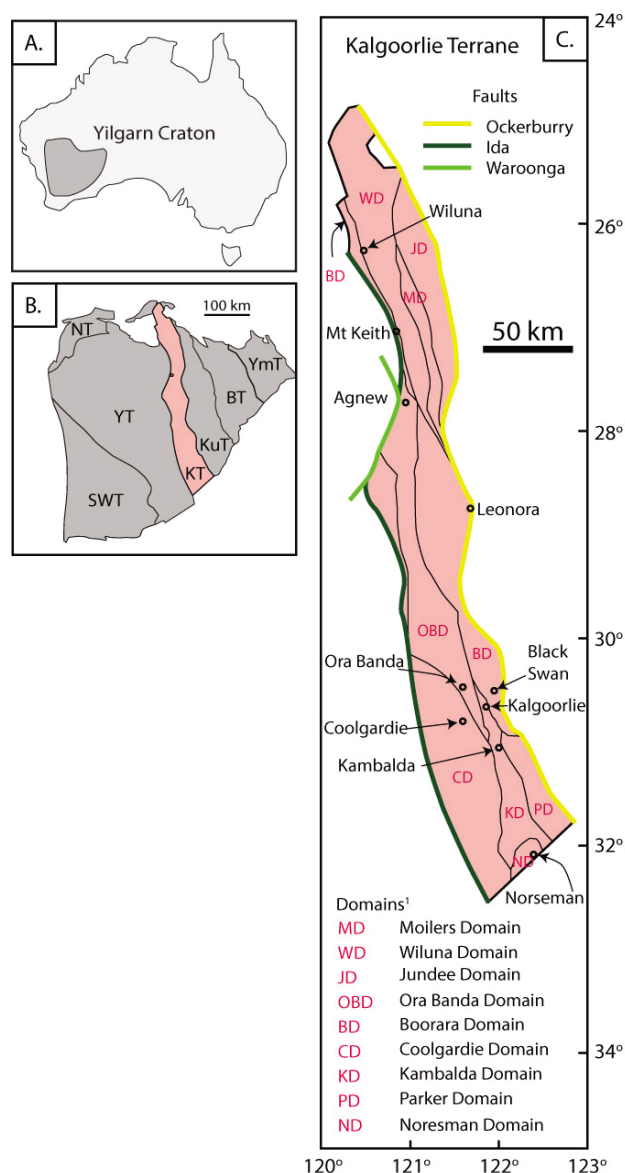 A.
Yilgarn Craton
B.
100 km
NT
YmT
YT
BT
KuT
KT
SWT
C.
Kalgoorlie Terrane
24°
Faults
Ockerburry
Ida
Waroonga
WD
Wiluna
JD
26°
BD
MD
Mt Keith
50 km
Agnew
28°
Leonora
30°
OBD
BD
Black
Swan
Ora Banda
Kalgoorlie
Coolgardie
Kambalda
CD
KD
PD
32°
ND
Norseman
Domains¹
MD Moilers Domain
WD Wiluna Domain
JD Jundee Domain
OBD Ora Banda Domain
BD Boorara Domain
CD Coolgardie Domain
KD Kambalda Domain
PD Parker Domain
ND Noresman Domain
34°
120° 121° 122° 123°